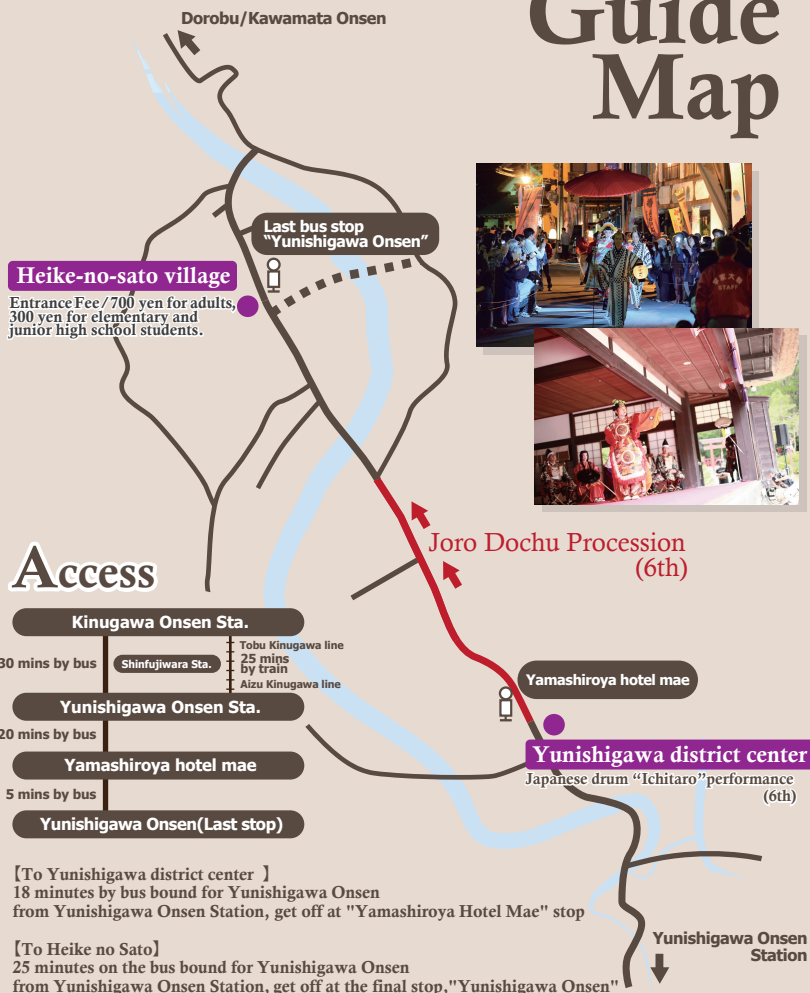 Guide
Map
Dorobu/Kawamata Onsen
Last bus stop
“Yunishigawa Onsen”
Heike-no-sato village
Entrance Fee/700 yen for adults,
300 yen for elementary and
junior high school students.
STAFF
Joro Dochu Procession
(6th)
Access
Kinugawa Onsen Sta.
30 mins by bus
Shinfujiwara Sta.
Tobu Kinugawa line
25 mins
by train
Aizu Kinugawa line
Yunishigawa Onsen Sta.
20 mins by bus
Yamashiroya hotel mae
5 mins by bus
Yunishigawa Onsen(Last stop)
Yamashiroya hotel mae
Yunishigawa district center
Japanese drum “Ichitaro”performance
(6th)
【To Yunishigawa district center 】
18 minutes by bus bound for Yunishigawa Onsen
from Yunishigawa Onsen Station, get off at "Yamashiroya Hotel Mae" stop
【To Heike no Sato】
25 minutes on the bus bound for Yunishigawa Onsen
from Yunishigawa Onsen Station, get off at the final stop,"Yunishigawa Onsen"
Yunishigawa Onsen
Station